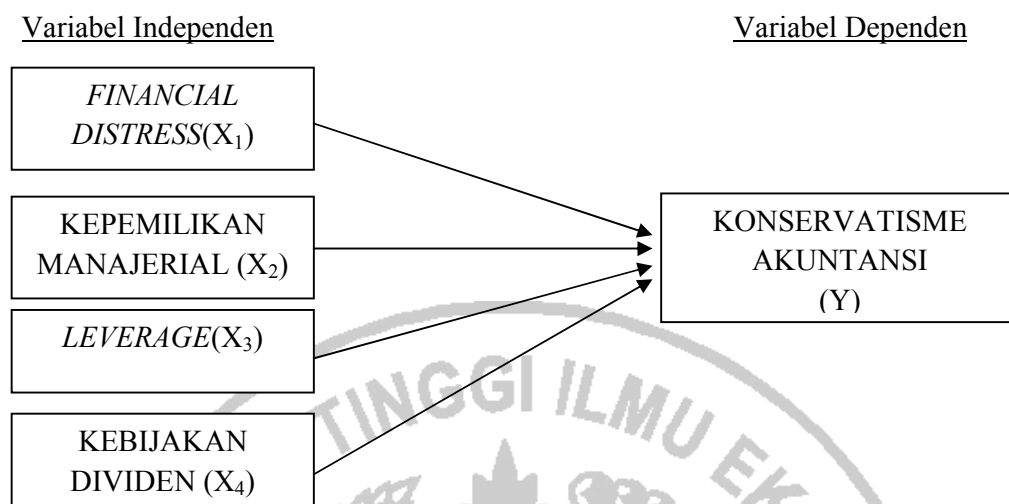 Variabel Independen
Variabel Dependen
FINANCIAL
DISTRESS(X₁)
KEPEMILIKAN
MANAJERIAL (X₂)
LEVERAGE(X₃)
KEBIJAKAN
DIVIDEN (X₄)
KONSERVATISME
AKUNTANSI
(Y)
TINGGI ILMU